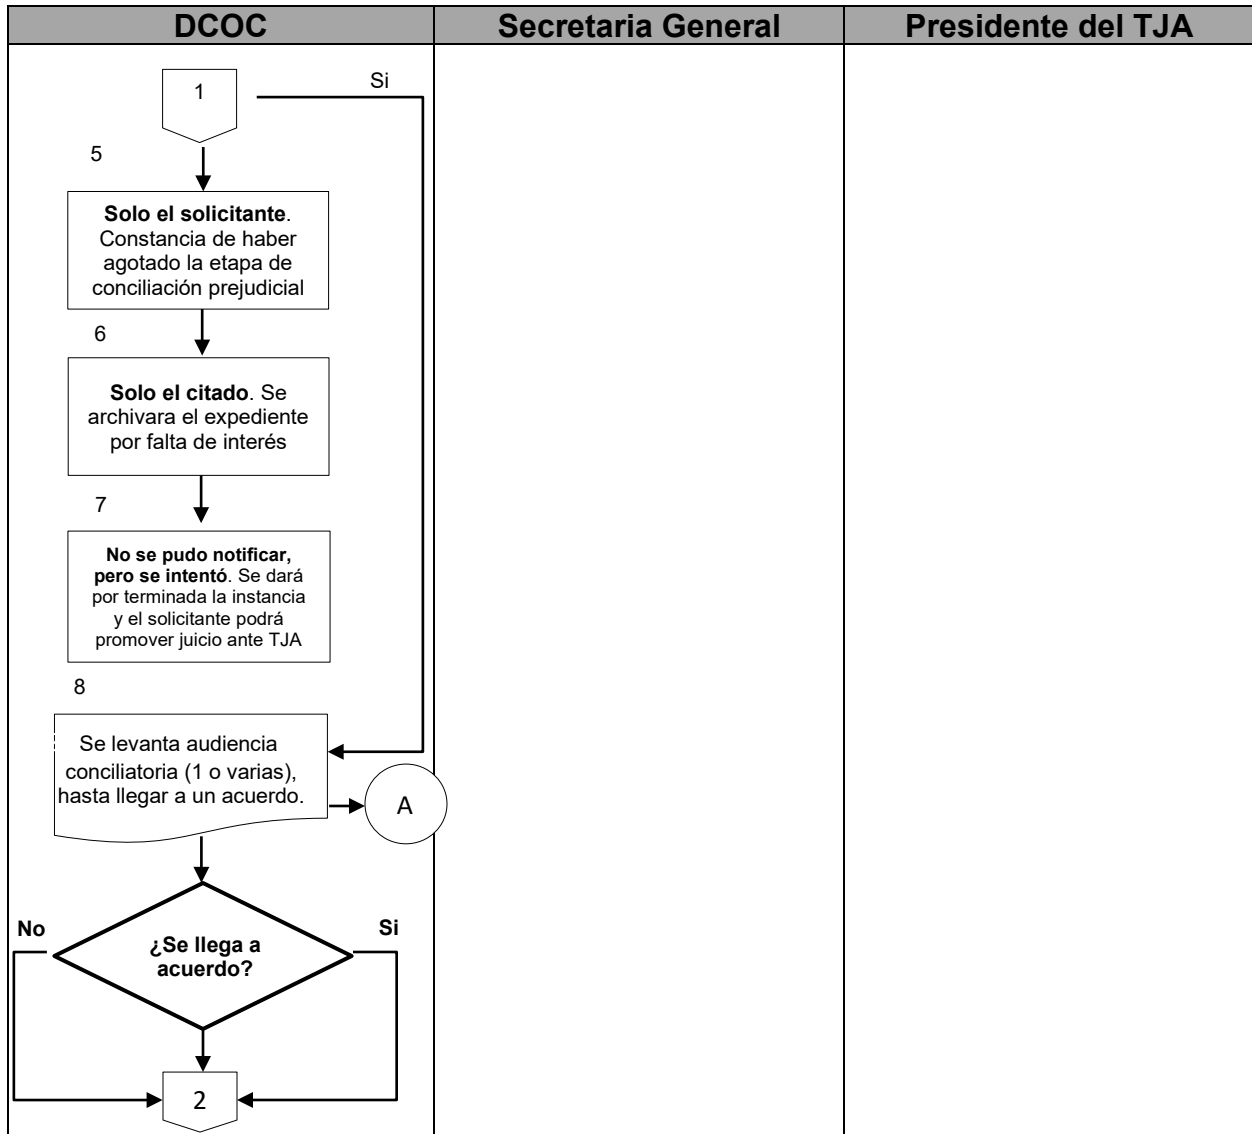 DCOC
Secretaria General
Presidente del TJA
1
Si
5
Solo el solicitante.
Constancia de haber
agotado la etapa de
conciliación prejudicial
6
Solo el citado. Se
archivara el expediente
por falta de interés
7
No se pudo notificar,
pero se intentó. Se dará
por terminada la instancia
y el solicitante podrá
promover juicio ante TJA
8
Se levanta audiencia
conciliatoria (1 o varias),
hasta llegar a un acuerdo.
A
No
Si
¿Se llega a
acuerdo?
2